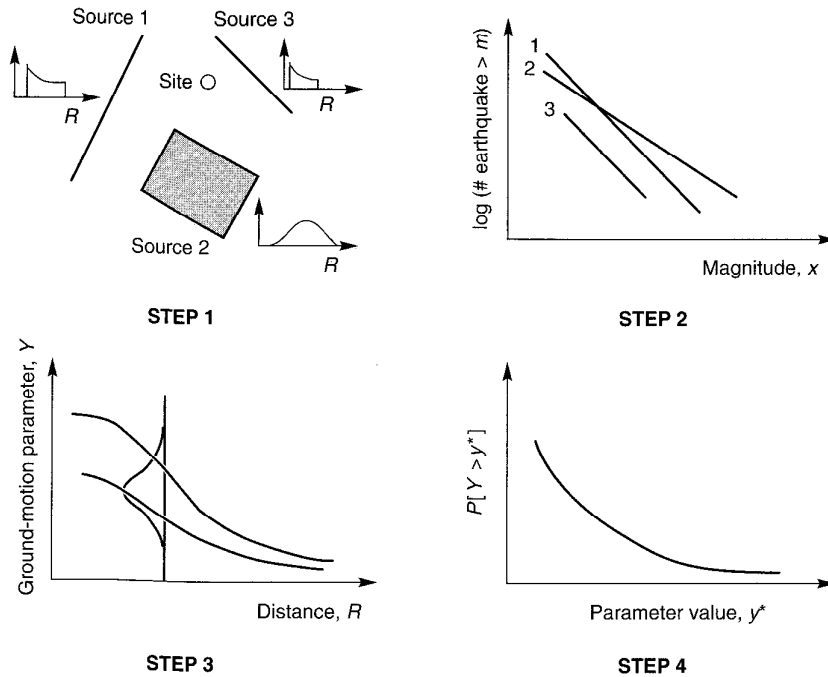 Source 1
Source 3
Site
R
R
Source 2
R
STEP 1
log (# earthquake > m)
1
2
3
Magnitude, x
STEP 2
Ground-motion parameter, Y
Distance, R
STEP 3
P[Y > y*]
Parameter value, y*
STEP 4